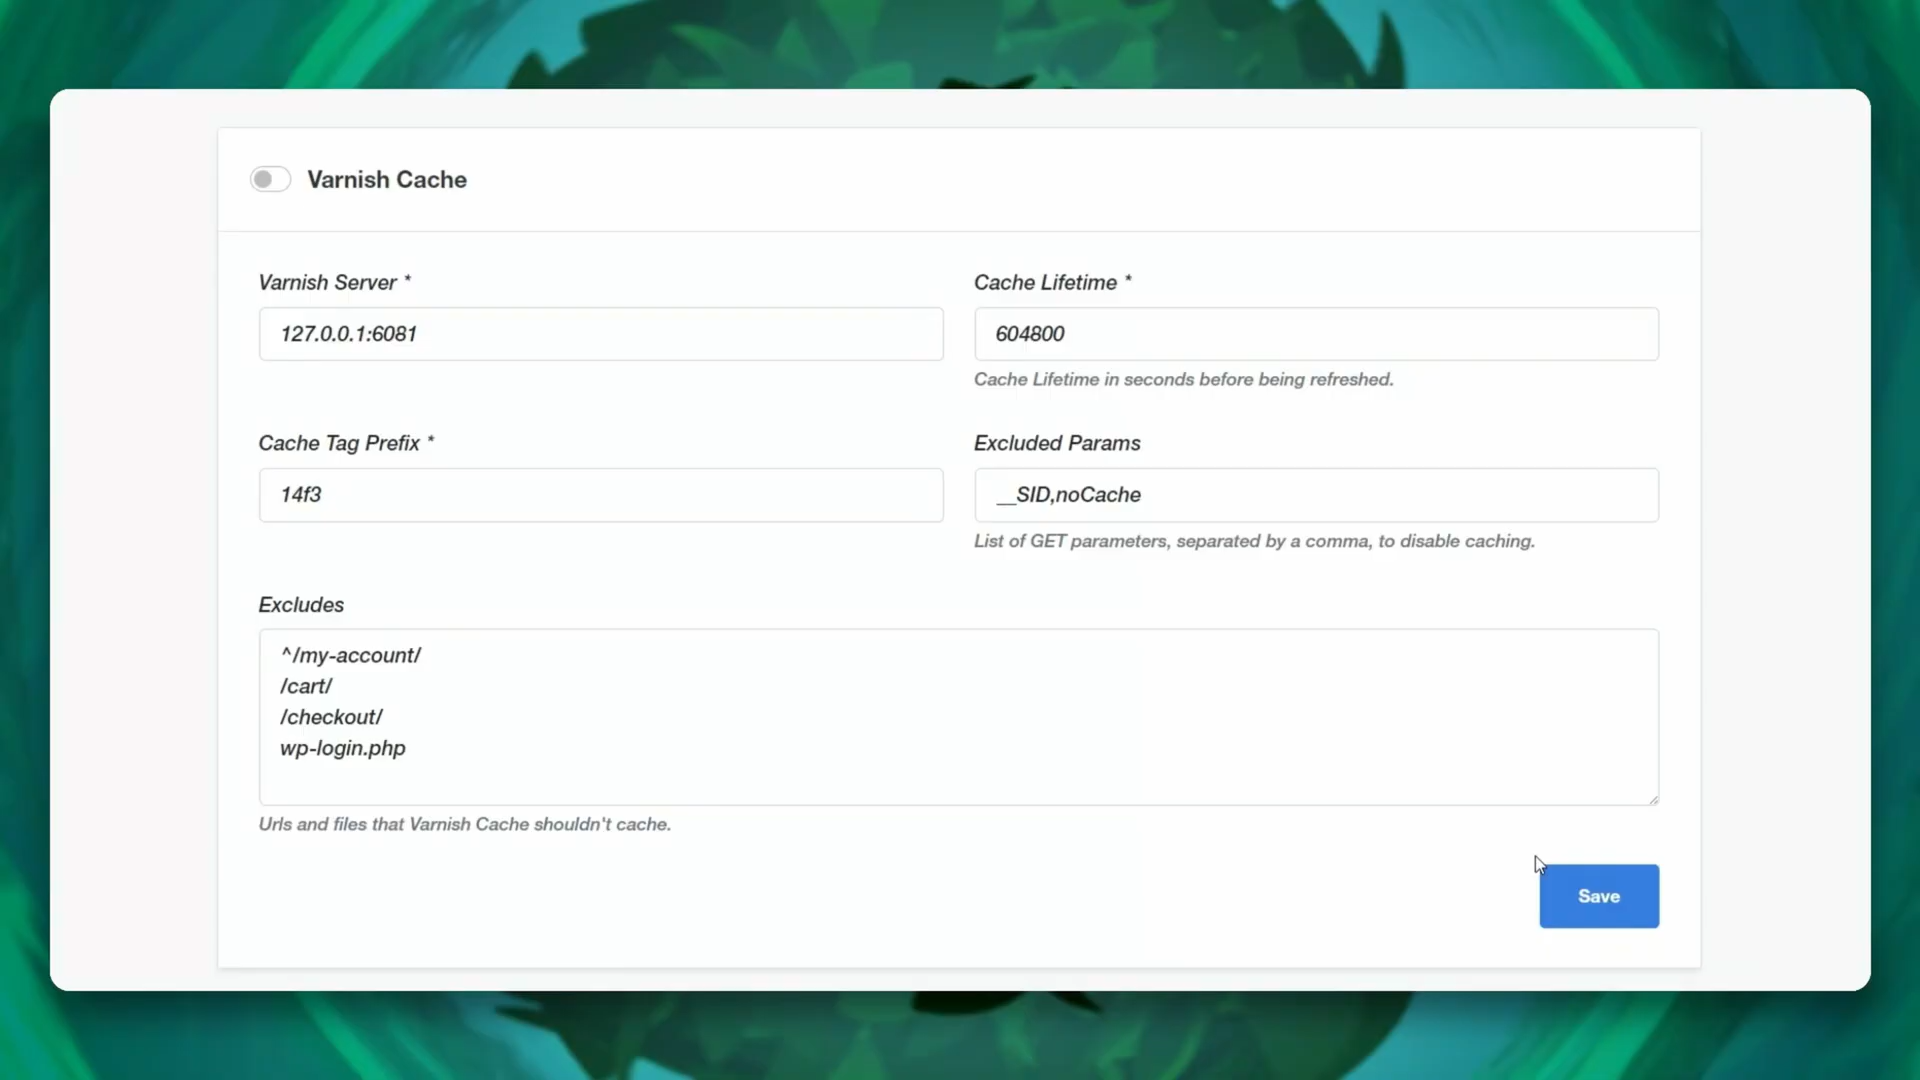 Varnish Cache
Varnish Server *
127.0.0.1:6081
Cache Lifetime *
604800
Cache Lifetime in seconds before being refreshed.
Cache Tag Prefix *
14f3
Excluded Params
__SID,noCache
List of GET parameters, separated by a comma, to disable caching.
Excludes
^/my-account/
/cart/
/checkout/
wp-login.php
Urls and files that Varnish Cache shouldn't cache.
Save